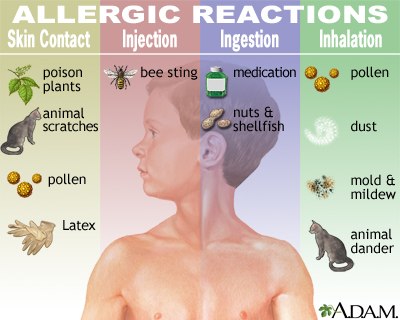 ALLERGIC REACTIONS
Skin Contact
poison
plants
animal
scratches
pollen
Latex
Injection
bee sting
Ingestion
medication
nuts &
shellfish
Inhalation
pollen
dust
mold &
mildew
animal
dander
ADAM.